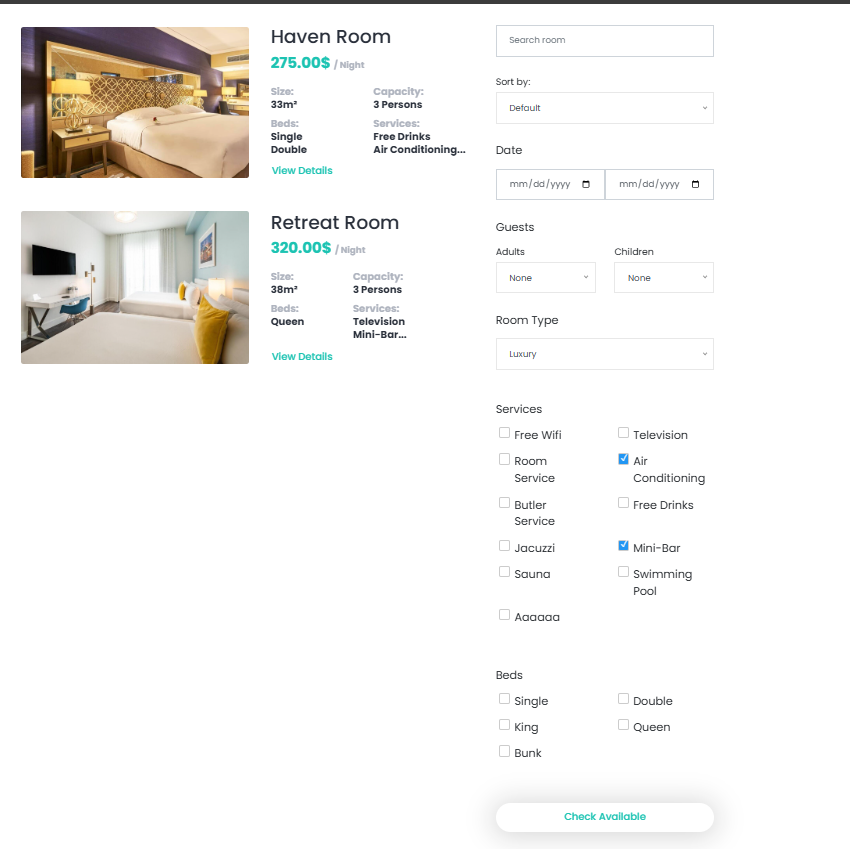 Haven Room
275.00$ / Night
Size:
33m²
Capacity:
3 Persons
Beds:
Single
Double
Services:
Free Drinks
Air Conditioning...
View Details
Retreat Room
320.00$ / Night
Size:
38m²
Capacity:
3 Persons
Beds:
Queen
Services:
Television
Mini-Bar...
View Details
Search room
Sort by:
Default
Date
mm/dd/yyyy
mm/dd/yyyy
Guests
Adults
None
Children
None
Room Type
Luxury
Services
Free Wifi
Television
Room
Service
Air
Conditioning
Butler
Service
Free Drinks
Jacuzzi
Mini-Bar
Sauna
Swimming
Pool
Aaaaaa
Beds
Single
Double
King
Queen
Bunk
Check Available